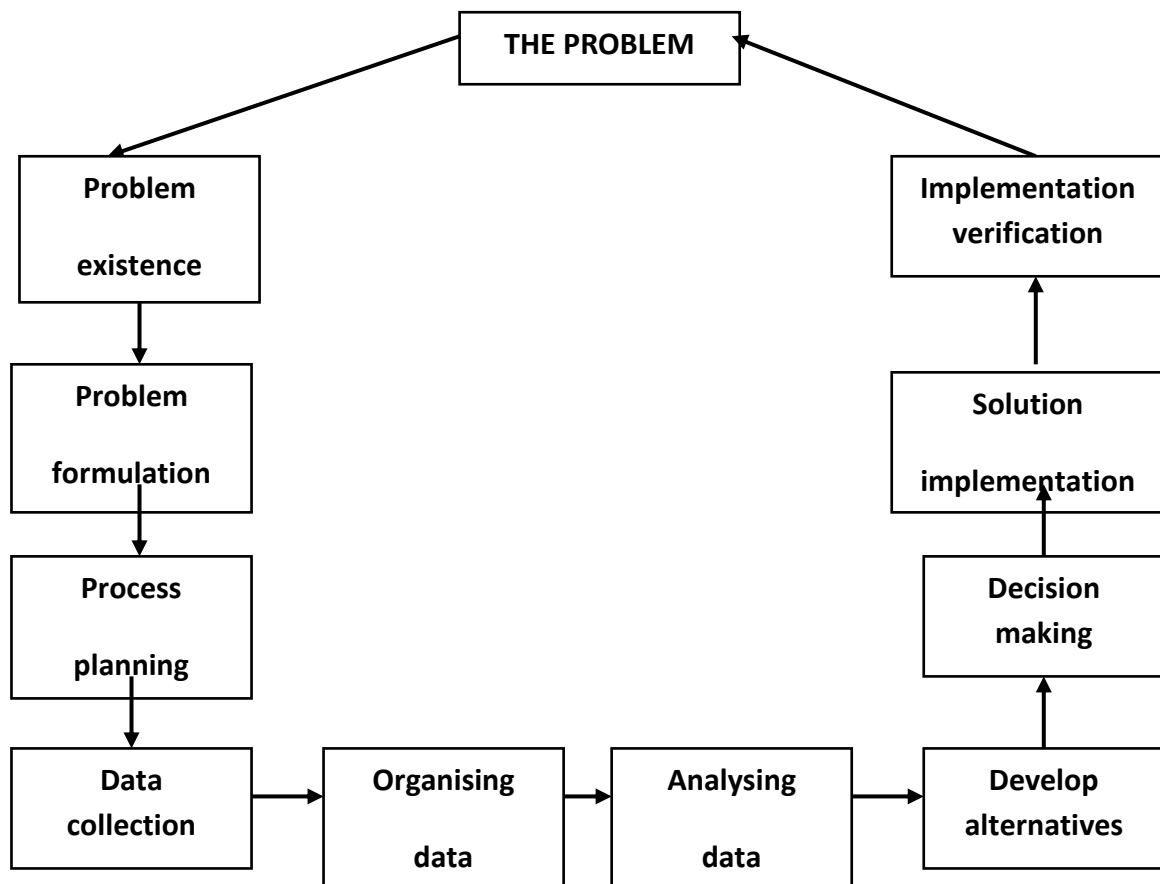 THE PROBLEM
Problem
existence
Problem
formulation
Process
planning
Data
collection
Organising
data
Analysing
data
Develop
alternatives
Decision
making
Solution
implementation
Implementation
verification